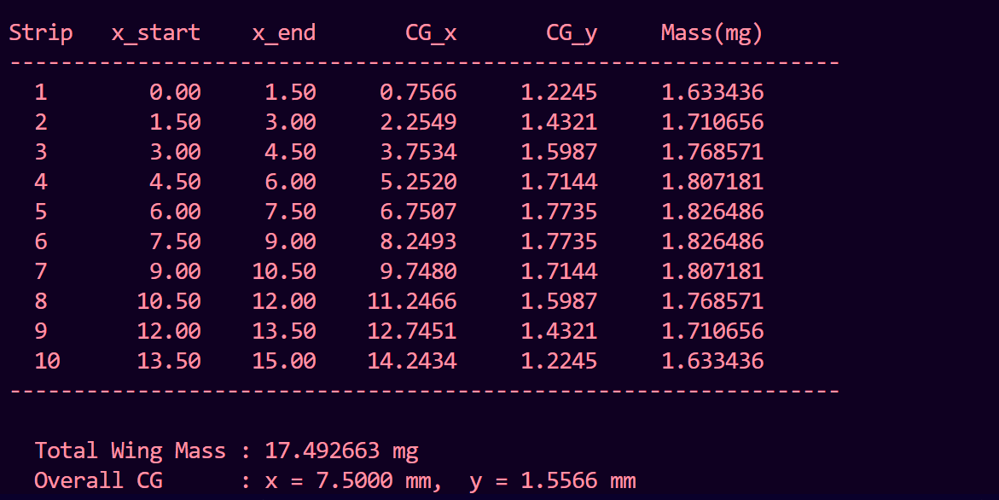 Strip   x_start    x_end       CG_x       CG_y     Mass(mg)
-----------------------------------------------------------------
  1        0.00     1.50     0.7566     1.2245     1.633436
  2        1.50     3.00     2.2549     1.4321     1.710656
  3        3.00     4.50     3.7534     1.5987     1.768571
  4        4.50     6.00     5.2520     1.7144     1.807181
  5        6.00     7.50     6.7507     1.7735     1.826486
  6        7.50     9.00     8.2493     1.7735     1.826486
  7        9.00    10.50     9.7480     1.7144     1.807181
  8       10.50    12.00    11.2466     1.5987     1.768571
  9       12.00    13.50    12.7451     1.4321     1.710656
  10      13.50    15.00    14.2434     1.2245     1.633436
-----------------------------------------------------------------
  Total Wing Mass : 17.492663 mg
  Overall CG      : x = 7.5000 mm,  y = 1.5566 mm